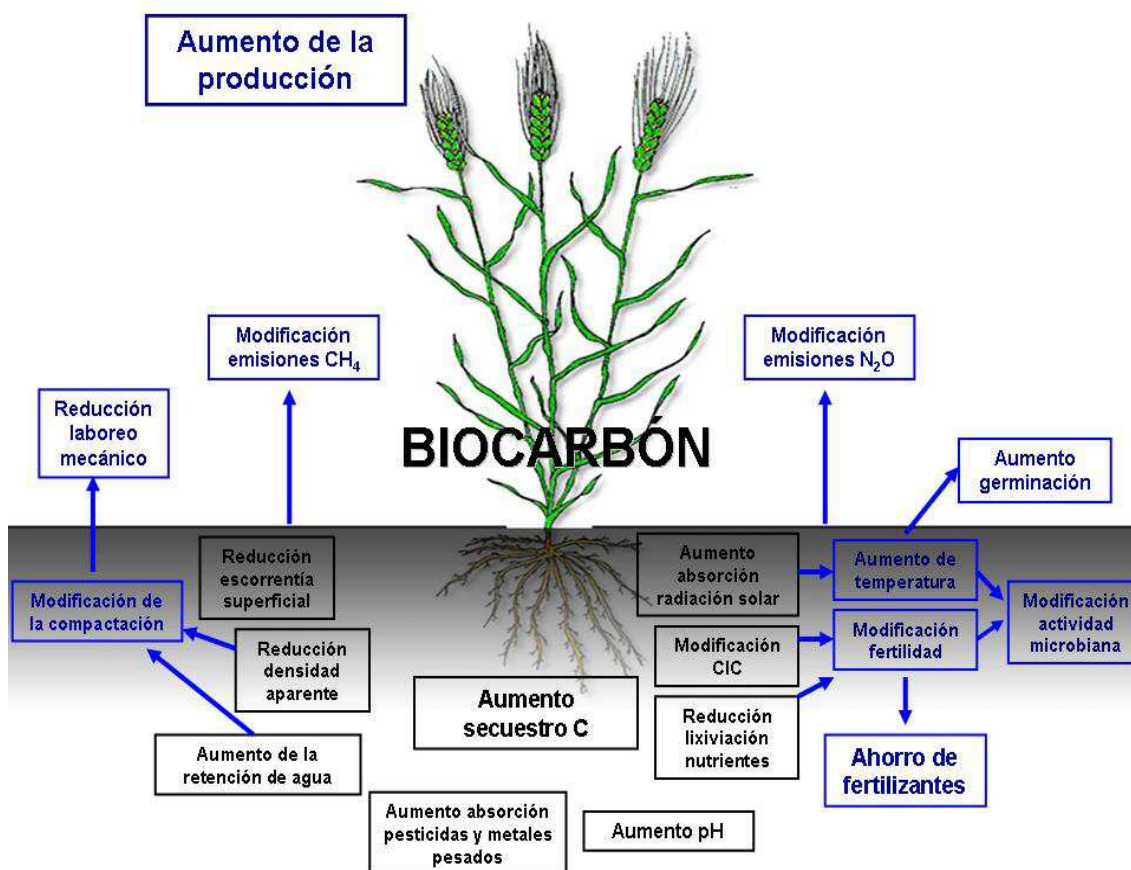 Aumento de la
producción
Modificación
emisiones CH₄
Modificación
emisiones N₂O
Reducción
laboreo
mecánico
BIOCARBÓN
Aumento
germinación
Reducción
escorrentía
superficial
Aumento
absorción
radiación solar
Aumento de
temperatura
Modificación de
la compactación
Modificación
actividad
microbiana
Reducción
densidad
aparente
Modificación
CIC
Modificación
fertilidad
Aumento
secuestro C
Reducción
lixiviación
nutrientes
Aumento de la
retención de agua
Ahorro de
fertilizantes
Aumento absorción
pesticidas y metales
pesados
Aumento pH